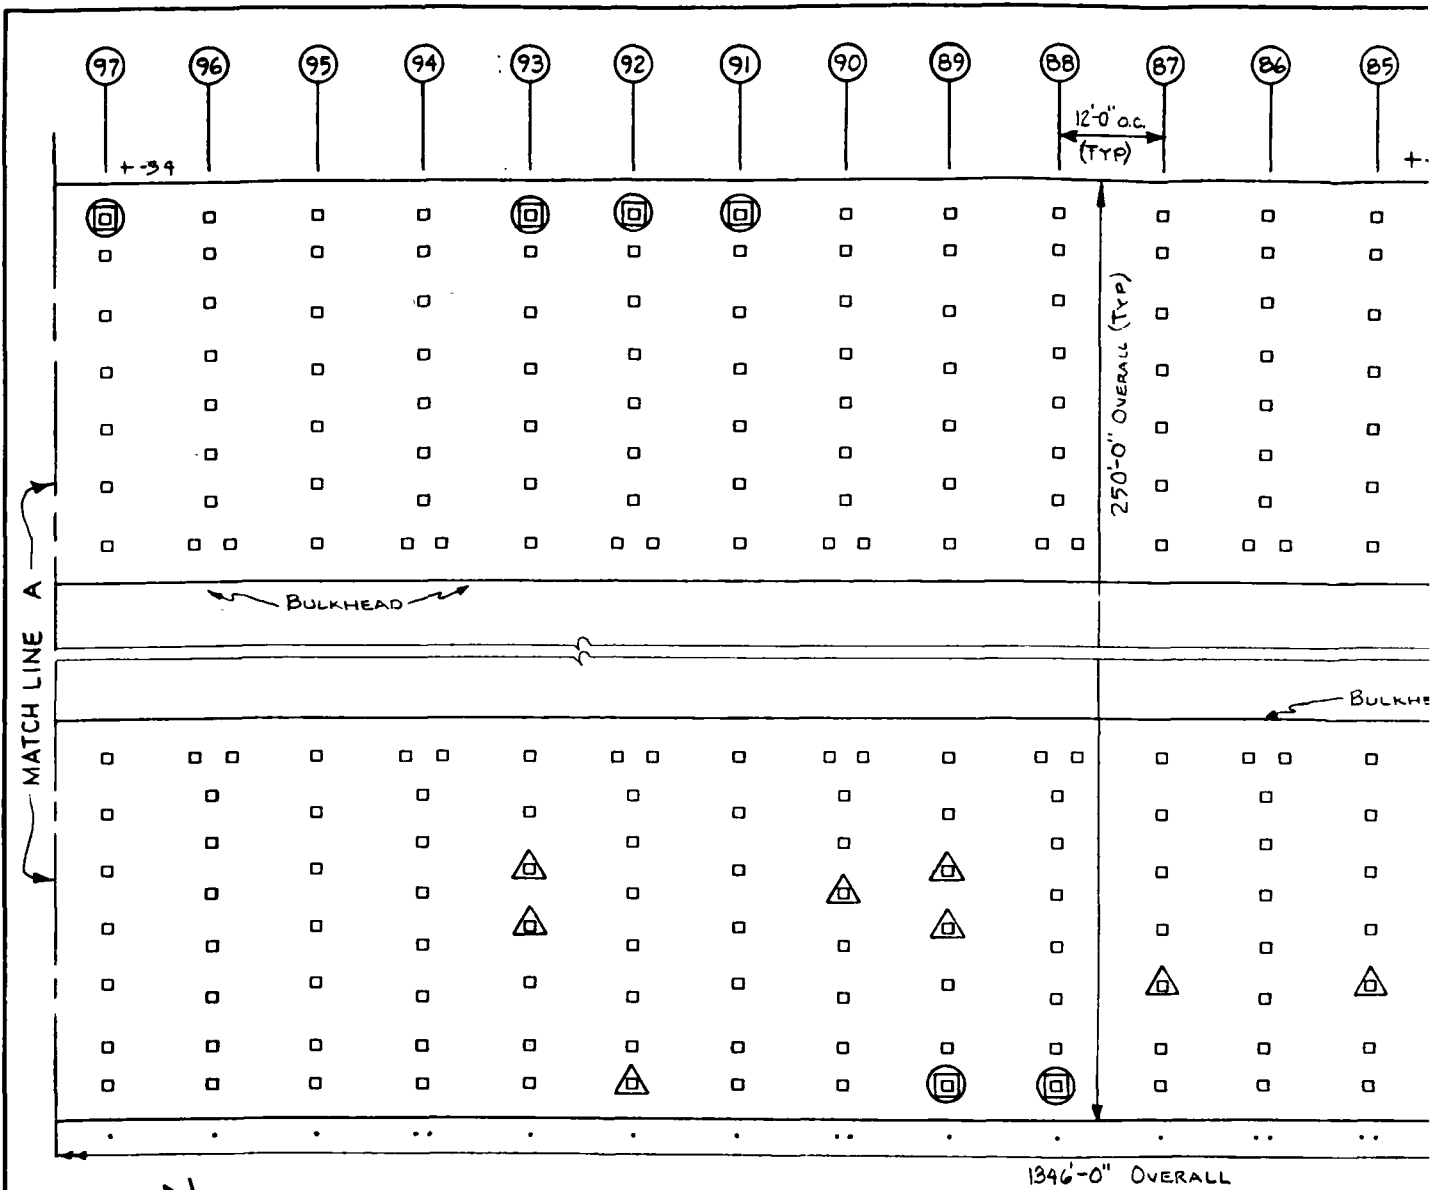 97 96 95 94 93 92 91 90 89 88 87 86 85
12'-0" o.c.
(TYP)
+ -34
+-
250'-0" OVERALL (TYP)
MATCH LINE A
BULKHEAD
BULKHE
1346'-0" OVERALL